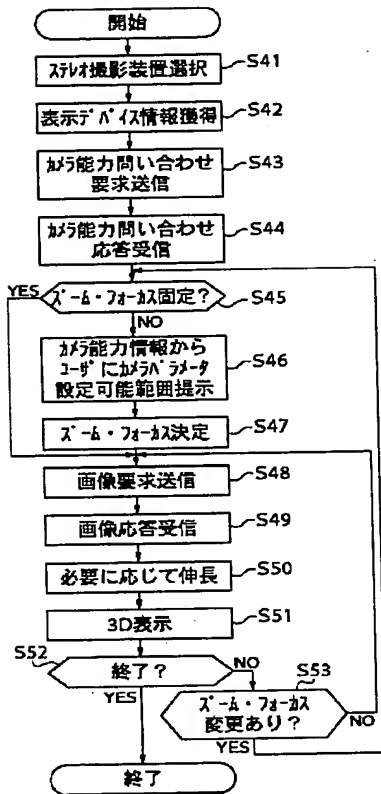 開始
ステレオ撮影装置選択
S41
表示デバイス情報獲得
S42
カメラ能力問い合わせ
要求送信
S43
カメラ能力問い合わせ
応答受信
S44
YES
ズーム・フォーカス固定?
S45
NO
カメラ能力情報から
ユーザにカメラパラメータ
設定可能範囲提示
S46
ズーム・フォーカス決定
S47
画像要求送信
S48
画像応答受信
S49
必要に応じて伸長
S50
3D表示
S51
S52
終了?
NO
S53
YES
ズーム・フォーカス
変更あり?
NO
YES
終了